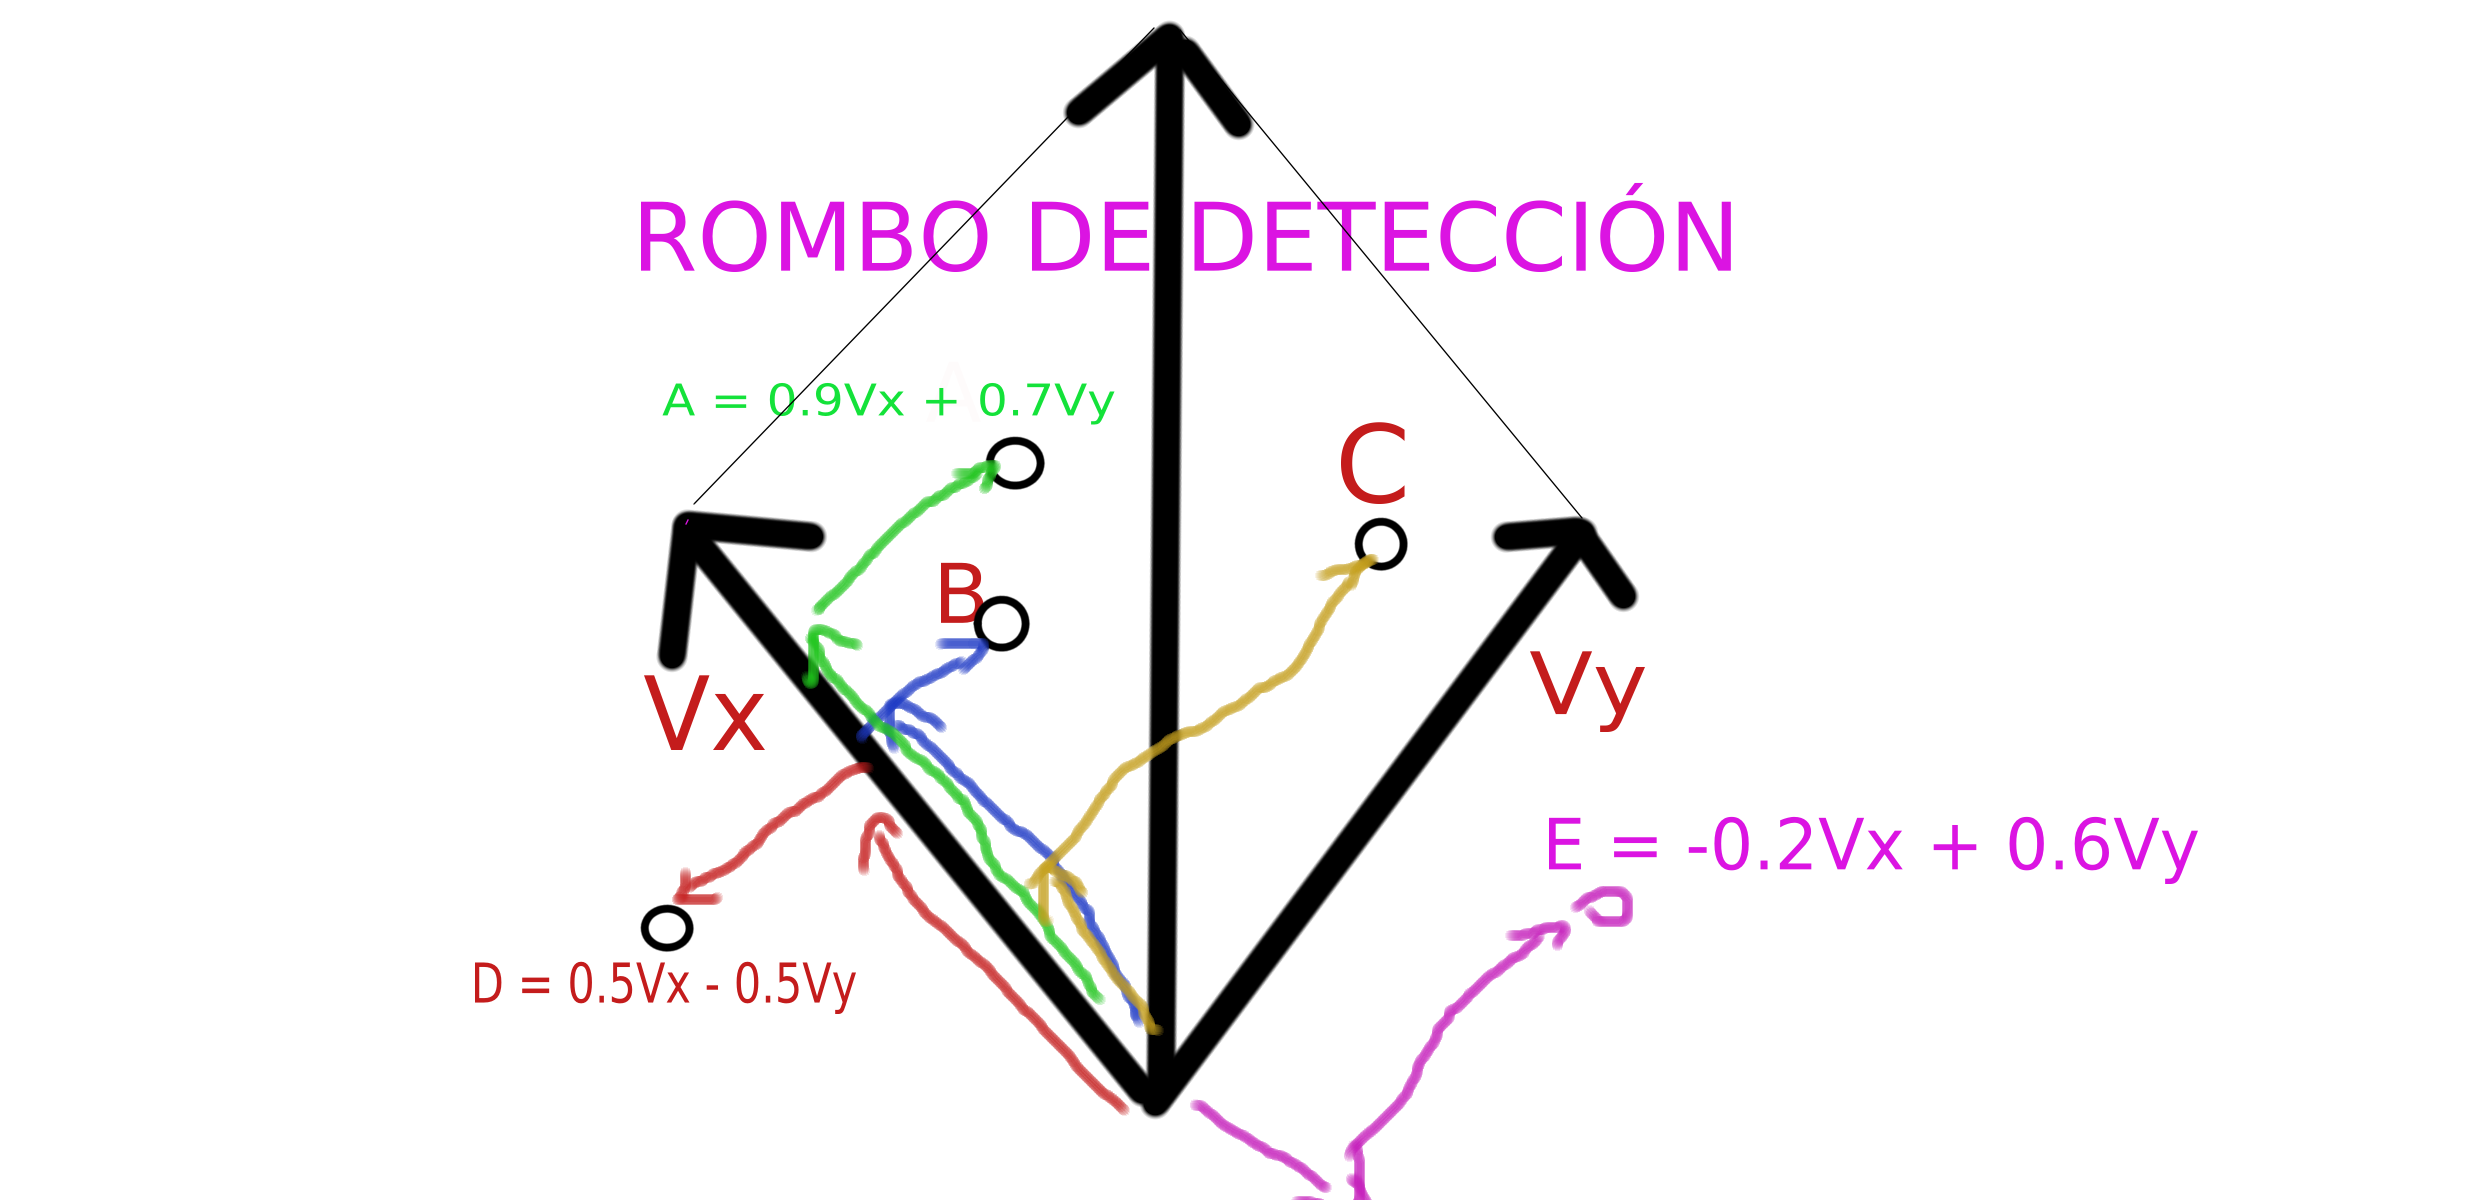 ROMBO DE DETECCIÓN
A = 0.9Vx + 0.7Vy
C
B
Vx
Vy
E = -0.2Vx + 0.6Vy
D = 0.5Vx - 0.5Vy